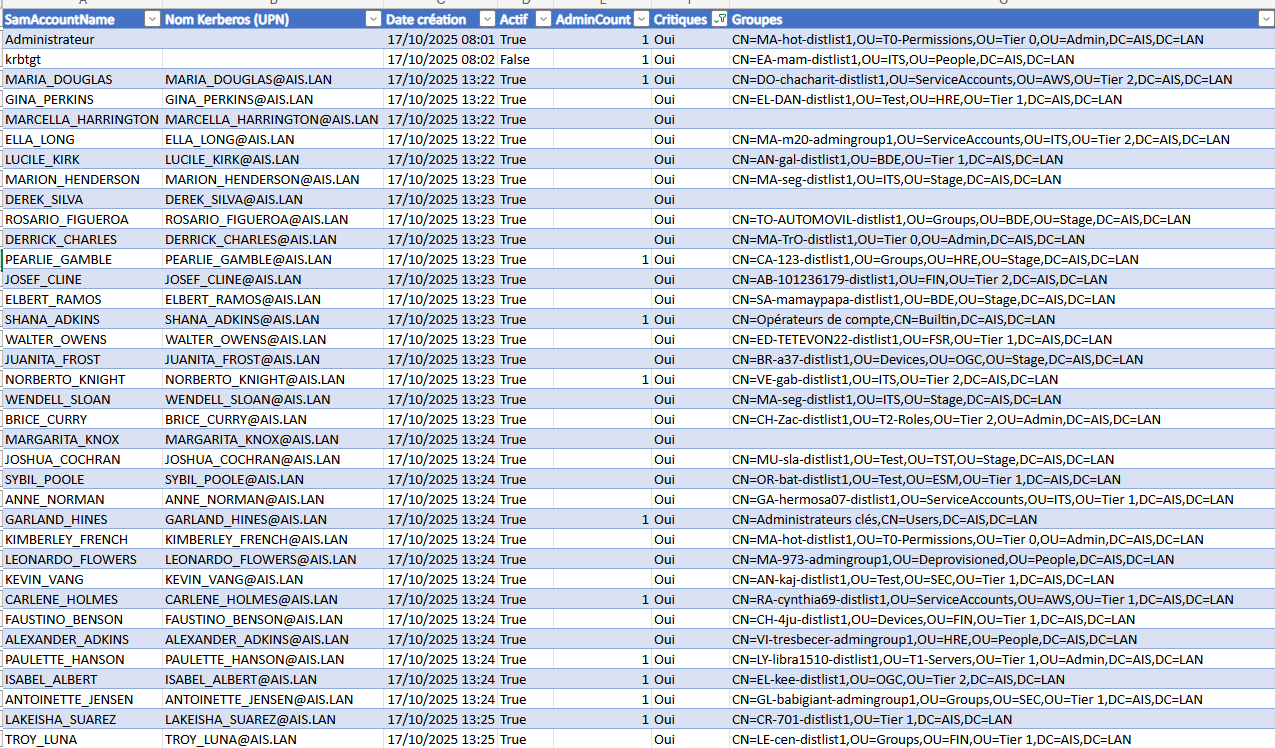 SamAccountName Nom Kerberos (UPN) Date création Actif AdminCount Critiques Groupes
Administrateur 17/10/2025 08:01 True 1 Oui CN=MA-hot-distlist1,OU=T0-Permissions,OU=Tier 0,OU=Admin,DC=AIS,DC=LAN
krbtgt 17/10/2025 08:02 False 1 Oui CN=EA-mam-distlist1,OU=ITS,OU=People,DC=AIS,DC=LAN
MARIA_DOUGLAS MARIA_DOUGLAS@AIS.LAN 17/10/2025 13:22 True 1 Oui CN=DO-chacharit-distlist1,OU=ServiceAccounts,OU=AWS,OU=Tier 2,DC=AIS,DC=LAN
GINA_PERKINS GINA_PERKINS@AIS.LAN 17/10/2025 13:22 True Oui CN=EL-DAN-distlist1,OU=Test,OU=HRE,OU=Tier 1,DC=AIS,DC=LAN
MARCELLA_HARRINGTON MARCELLA_HARRINGTON@AIS.LAN 17/10/2025 13:22 True Oui
ELLA_LONG ELLA_LONG@AIS.LAN 17/10/2025 13:22 True Oui CN=MA-m20-admingroup1,OU=ServiceAccounts,OU=ITS,OU=Tier 2,DC=AIS,DC=LAN
LUCILE_KIRK LUCILE_KIRK@AIS.LAN 17/10/2025 13:22 True Oui CN=AN-gal-distlist1,OU=BDE,OU=Tier 1,DC=AIS,DC=LAN
MARION_HENDERSON MARION_HENDERSON@AIS.LAN 17/10/2025 13:23 True Oui CN=MA-seg-distlist1,OU=ITS,OU=Stage,DC=AIS,DC=LAN
DEREK_SILVA DEREK_SILVA@AIS.LAN 17/10/2025 13:23 True Oui
ROSARIO_FIGUEROA ROSARIO_FIGUEROA@AIS.LAN 17/10/2025 13:23 True Oui CN=TO-AUTOMOVIL-distlist1,OU=Groups,OU=BDE,OU=Stage,DC=AIS,DC=LAN
DERRICK_CHARLES DERRICK_CHARLES@AIS.LAN 17/10/2025 13:23 True Oui CN=MA-TrO-distlist1,OU=Tier 0,OU=Admin,DC=AIS,DC=LAN
PEARLIE_GAMBLE PEARLIE_GAMBLE@AIS.LAN 17/10/2025 13:23 True 1 Oui CN=CA-123-distlist1,OU=Groups,OU=HRE,OU=Stage,DC=AIS,DC=LAN
JOSEF_CLINE JOSEF_CLINE@AIS.LAN 17/10/2025 13:23 True Oui CN=AB-101236179-distlist1,OU=FIN,OU=Tier 2,DC=AIS,DC=LAN
ELBERT_RAMOS ELBERT_RAMOS@AIS.LAN 17/10/2025 13:23 True Oui CN=SA-mamaypapa-distlist1,OU=BDE,OU=Stage,DC=AIS,DC=LAN
SHANA_ADKINS SHANA_ADKINS@AIS.LAN 17/10/2025 13:23 True 1 Oui CN=Opérateurs de compte,CN=Builtin,DC=AIS,DC=LAN
WALTER_OWENS WALTER_OWENS@AIS.LAN 17/10/2025 13:23 True Oui CN=ED-TETEVON22-distlist1,OU=FSR,OU=Tier 1,DC=AIS,DC=LAN
JUANITA_FROST JUANITA_FROST@AIS.LAN 17/10/2025 13:23 True Oui CN=BR-a37-distlist1,OU=Devices,OU=OGC,OU=Stage,DC=AIS,DC=LAN
NORBERTO_KNIGHT NORBERTO_KNIGHT@AIS.LAN 17/10/2025 13:23 True 1 Oui CN=VE-gab-distlist1,OU=ITS,OU=Tier 2,DC=AIS,DC=LAN
WENDELL_SLOAN WENDELL_SLOAN@AIS.LAN 17/10/2025 13:23 True Oui CN=MA-seg-distlist1,OU=ITS,OU=Stage,DC=AIS,DC=LAN
BRICE_CURRY BRICE_CURRY@AIS.LAN 17/10/2025 13:23 True Oui CN=CH-Zac-distlist1,OU=T2-Roles,OU=Tier 2,OU=Admin,DC=AIS,DC=LAN
MARGARITA_KNOX MARGARITA_KNOX@AIS.LAN 17/10/2025 13:24 True Oui
JOSHUA_COCHRAN JOSHUA_COCHRAN@AIS.LAN 17/10/2025 13:24 True Oui CN=MU-sla-distlist1,OU=Test,OU=TST,OU=Stage,DC=AIS,DC=LAN
SYBIL_POOLE SYBIL_POOLE@AIS.LAN 17/10/2025 13:24 True Oui CN=OR-bat-distlist1,OU=Test,OU=ESM,OU=Tier 1,DC=AIS,DC=LAN
ANNE_NORMAN ANNE_NORMAN@AIS.LAN 17/10/2025 13:24 True Oui CN=GA-hermosa07-distlist1,OU=ServiceAccounts,OU=ITS,OU=Tier 1,DC=AIS,DC=LAN
GARLAND_HINES GARLAND_HINES@AIS.LAN 17/10/2025 13:24 True 1 Oui CN=Administrateurs clés,CN=Users,DC=AIS,DC=LAN
KIMBERLEY_FRENCH KIMBERLEY_FRENCH@AIS.LAN 17/10/2025 13:24 True Oui CN=MA-hot-distlist1,OU=T0-Permissions,OU=Tier 0,OU=Admin,DC=AIS,DC=LAN
LEONARDO_FLOWERS LEONARDO_FLOWERS@AIS.LAN 17/10/2025 13:24 True Oui CN=MA-973-admingroup1,OU=Deprovisioned,OU=People,DC=AIS,DC=LAN
KEVIN_VANG KEVIN_VANG@AIS.LAN 17/10/2025 13:24 True Oui CN=AN-kaj-distlist1,OU=Test,OU=SEC,OU=Tier 1,DC=AIS,DC=LAN
CARLENE_HOLMES CARLENE_HOLMES@AIS.LAN 17/10/2025 13:24 True 1 Oui CN=RA-cynthia69-distlist1,OU=ServiceAccounts,OU=AWS,OU=Tier 1,DC=AIS,DC=LAN
FAUSTINO_BENSON FAUSTINO_BENSON@AIS.LAN 17/10/2025 13:24 True Oui CN=CH-4ju-distlist1,OU=Devices,OU=FIN,OU=Tier 1,DC=AIS,DC=LAN
ALEXANDER_ADKINS ALEXANDER_ADKINS@AIS.LAN 17/10/2025 13:24 True Oui CN=VI-tresbecer-admingroup1,OU=HRE,OU=People,DC=AIS,DC=LAN
PAULETTE_HANSON PAULETTE_HANSON@AIS.LAN 17/10/2025 13:24 True 1 Oui CN=LY-libra1510-distlist1,OU=T1-Servers,OU=Tier 1,OU=Admin,DC=AIS,DC=LAN
ISABEL_ALBERT ISABEL_ALBERT@AIS.LAN 17/10/2025 13:24 True 1 Oui CN=EL-kee-distlist1,OU=OGC,OU=Tier 2,DC=AIS,DC=LAN
ANTOINETTE_JENSEN ANTOINETTE_JENSEN@AIS.LAN 17/10/2025 13:24 True 1 Oui CN=GL-babigiant-admingroup1,OU=Groups,OU=SEC,OU=Tier 1,DC=AIS,DC=LAN
LAKEISHA_SUAREZ LAKEISHA_SUAREZ@AIS.LAN 17/10/2025 13:25 True 1 Oui CN=CR-701-distlist1,OU=Tier 1,DC=AIS,DC=LAN
TROY_LUNA TROY_LUNA@AIS.LAN 17/10/2025 13:25 True Oui CN=LE-cen-distlist1,OU=Groups,OU=FIN,OU=Tier 1,DC=AIS,DC=LAN